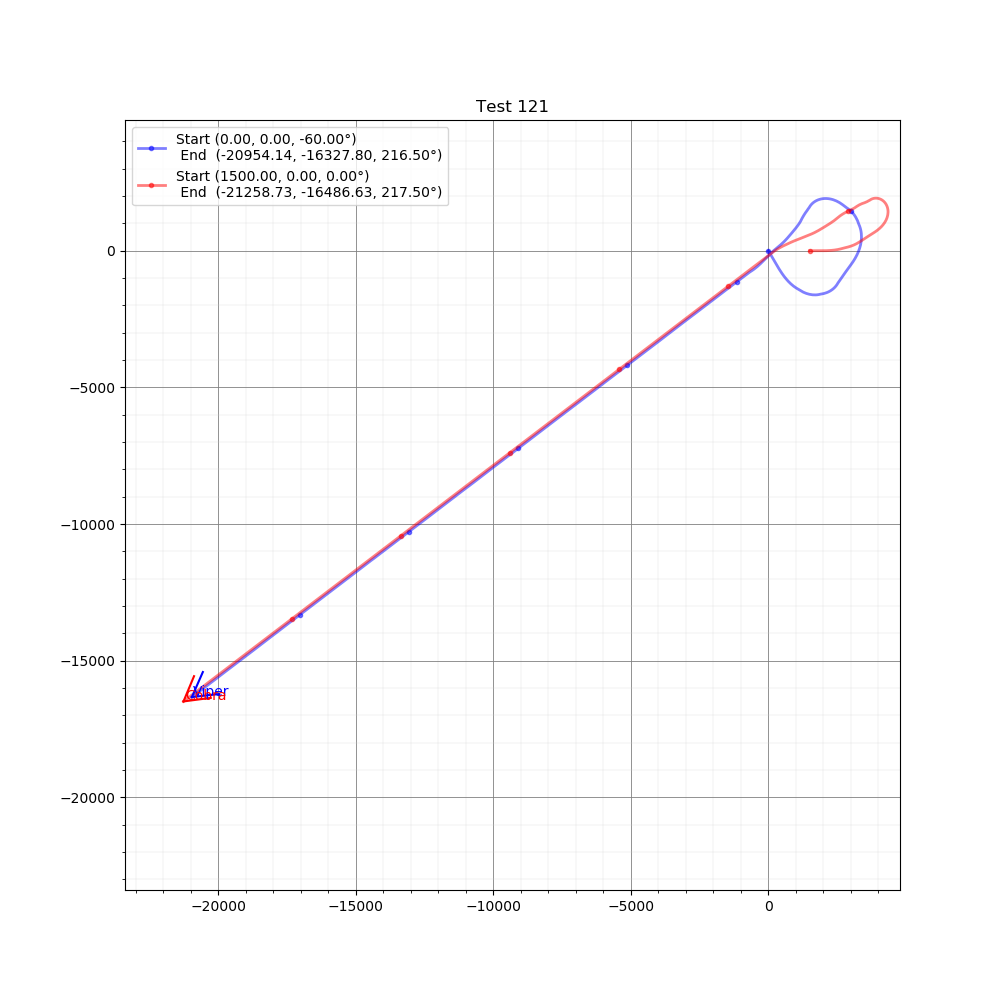 Test 121
Start (0.00, 0.00, -60.00°)
End (-20954.14, -16327.80, 216.50°)
Start (1500.00, 0.00, 0.00°)
End (-21258.73, -16486.63, 217.50°)
0
−5000
−10000
−15000
−20000
−20000 −15000 −10000 −5000 0